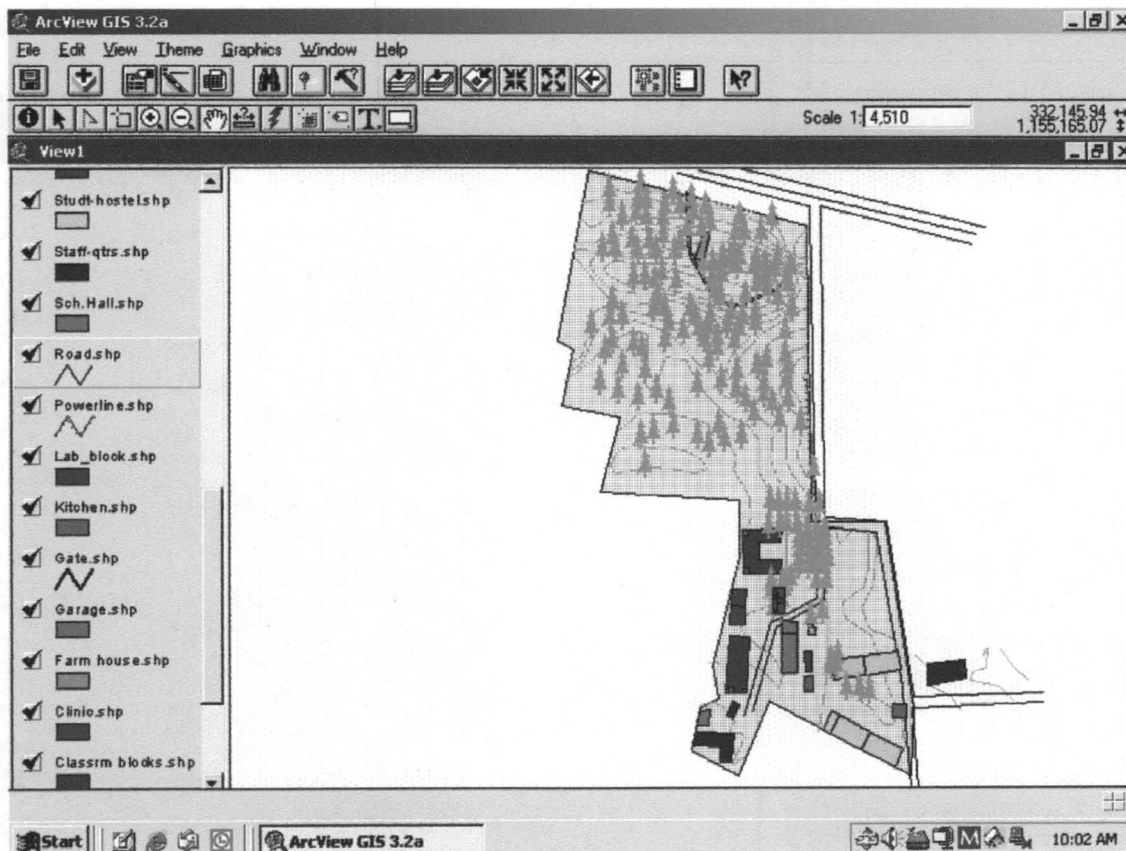 ArcView GIS 3.2a
File Edit View Theme Graphics Window Help
Scale 1: 4,510
332,145.94
1,155,165.07
View1
Studt-hostel.shp
Staff-qtrs.shp
Sch.Hall.shp
Road.shp
Powerline.shp
Lab_block.shp
Kitchen.shp
Gate.shp
Garage.shp
Farm house.shp
Clinic.shp
Classrm blocks.shp
Start
ArcView GIS 3.2a
10:02 AM